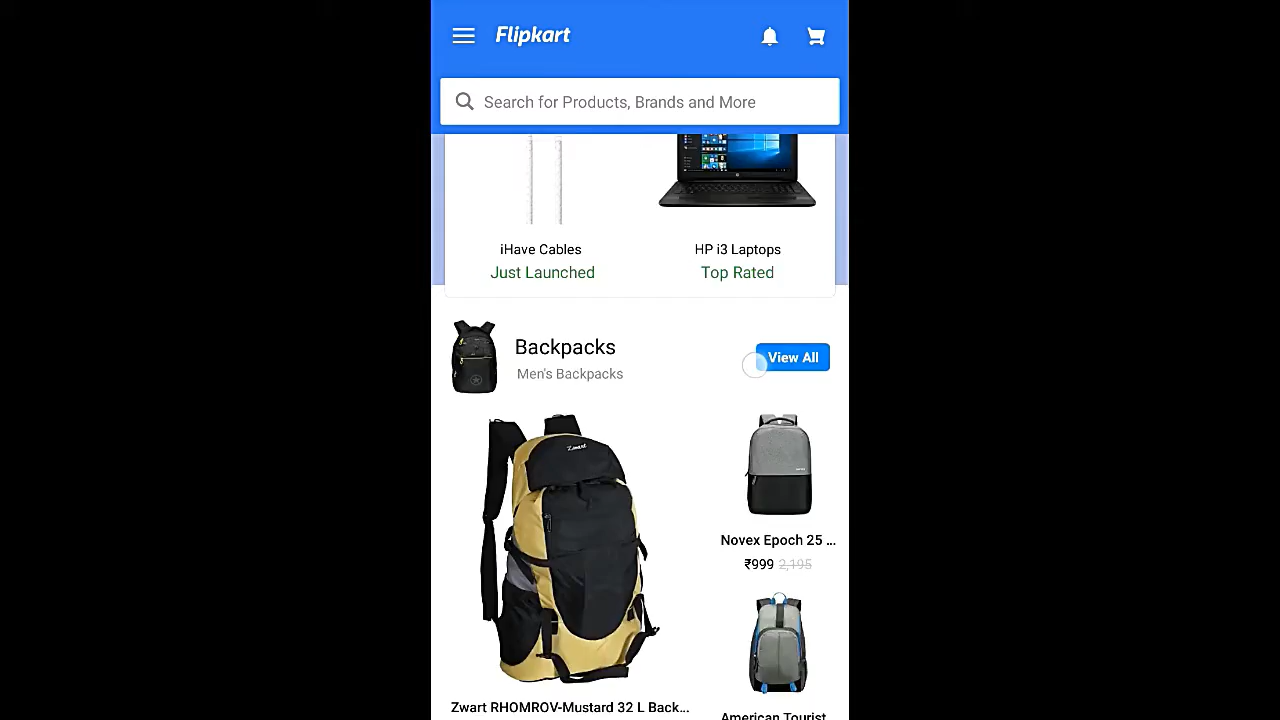 Flipkart
Search for Products, Brands and More
iHave Cables
HP i3 Laptops
Just Launched
Top Rated
Backpacks
Men's Backpacks
View All
Zwart
Novex Epoch 25 ...
₹999 2,195
Zwart RHOMROV-Mustard 32 L Back...
American Tourist